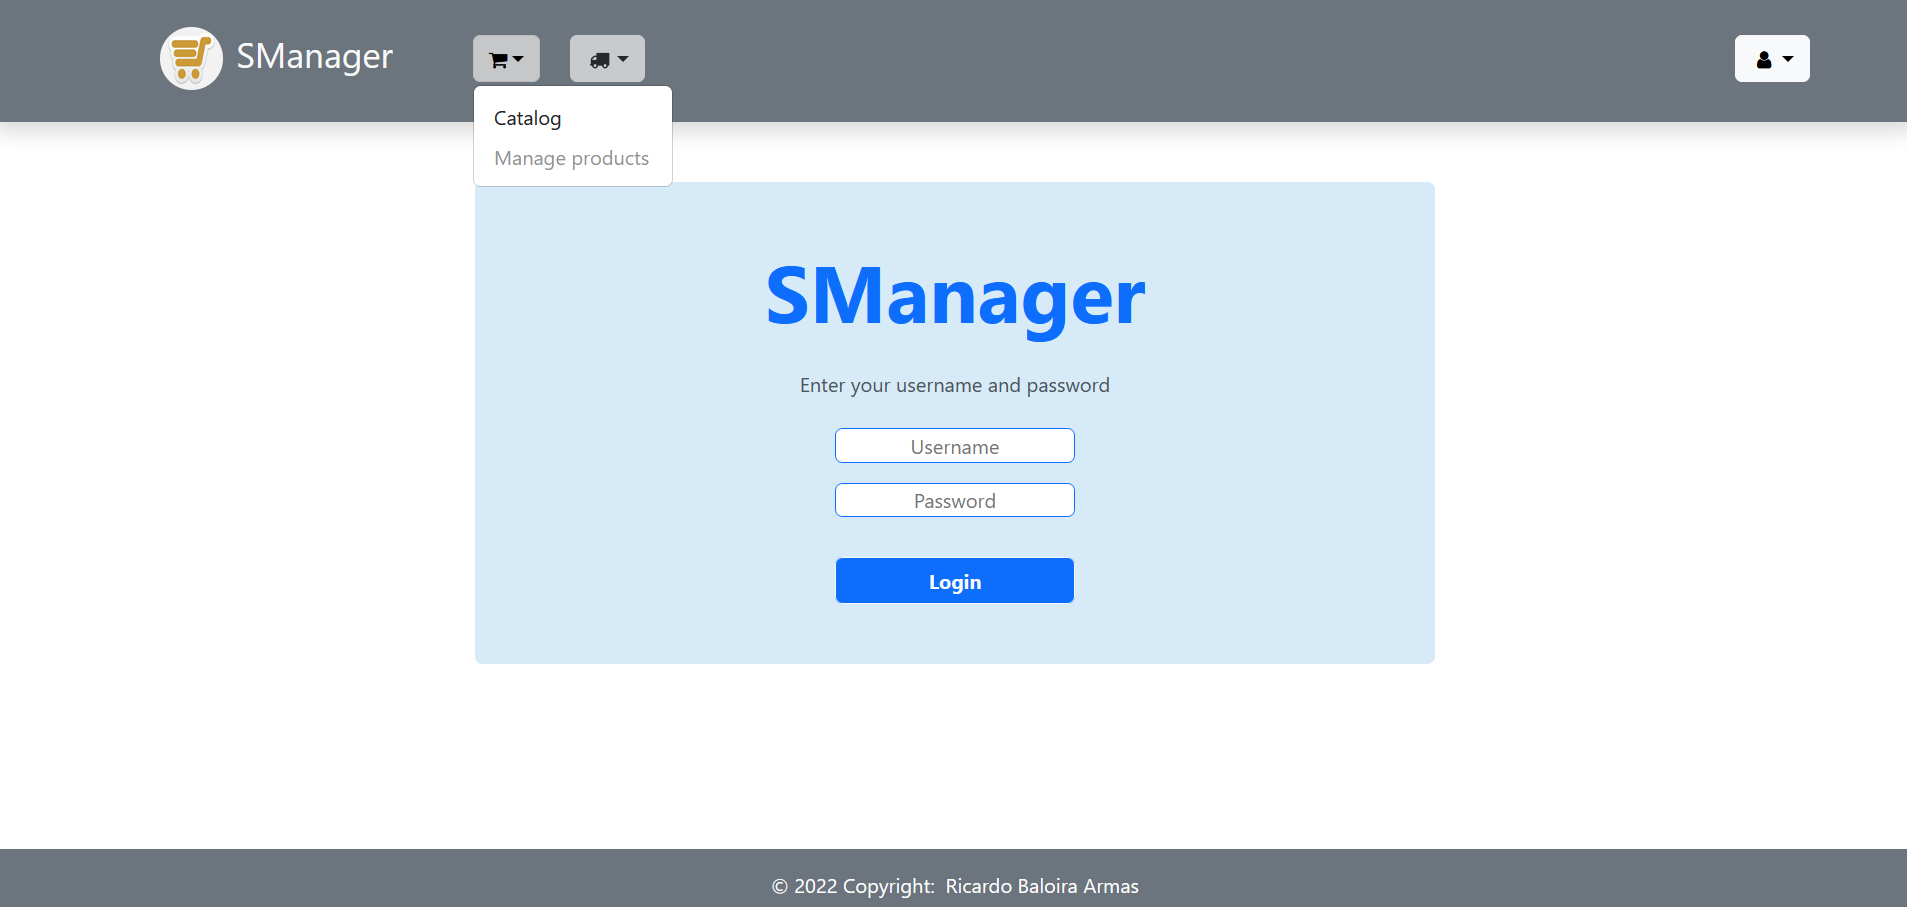 SManager
Catalog
Manage products
SManager
Enter your username and password
Username
Password
Login
© 2022 Copyright: Ricardo Baloira Armas